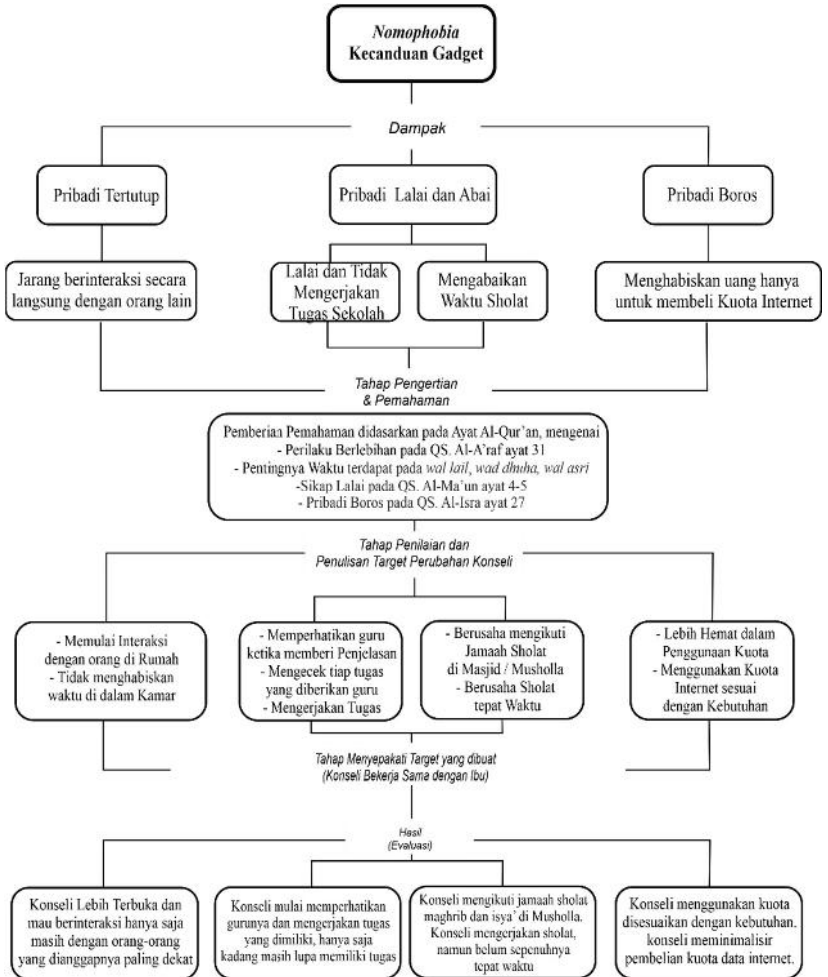 Nomophobia
Kecanduan Gadget
Dampak
Pribadi Tertutup
Pribadi Lalai dan Abai
Pribadi Boros
Jarang berinteraksi secara
langsung dengan orang lain
Lalai dan Tidak
Mengerjakan
Tugas Sekolah
Mengabaikan
Waktu Sholat
Menghabiskan uang hanya
untuk membeli Kuota Internet
Tahap Pengertian
& Pemahaman
Pemberian Pemahaman didasarkan pada Ayat Al-Qur'an, mengenai
- Perilaku Berlebihan pada QS. Al-A'raf ayat 31
- Pentingnya Waktu terdapat pada wal lail, wad dhuha, wal asri
-Sikap Lalai pada QS. Al-Ma'un ayat 4-5
- Pribadi Boros pada QS. Al-Isra ayat 27
Tahap Penilaian dan
Penulisan Target Perubahan Konseli
- Memulai Interaksi
dengan orang di Rumah
- Tidak menghabiskan
waktu di dalam Kamar
- Memperhatikan guru
ketika memberi Penjelasan
- Mengecek tiap tugas
yang diberikan guru
- Mengerjakan Tugas
- Berusaha mengikuti
Jamaah Sholat
di Masjid / Musholla
- Berusaha Sholat
tepat Waktu
- Lebih Hemat dalam
Penggunaan Kuota
- Menggunakan Kuota
Internet sesuai
dengan Kebutuhan
Tahap Menyepakati Target yang dibuat
(Konseli Bekerja Sama dengan Ibu)
Hasil
(Evaluasi)
Konseli Lebih Terbuka dan
mau berinteraksi hanya saja
masih dengan orang-orang
yang dianggapnya paling dekat
Konseli mulai memperhatikan
gurunya dan mengerjakan tugas
yang dimiliki, hanya saja
kadang masih lupa memiliki tugas
Konseli mengikuti jamaah sholat
maghrib dan isya' di Musholla.
Konseli mengerjakan sholat,
namun belum sepenuhnya
tepat waktu
Konseli menggunakan kuota
disesuaikan dengan kebutuhan.
konseli meminimalisir
pembelian kuota data internet.